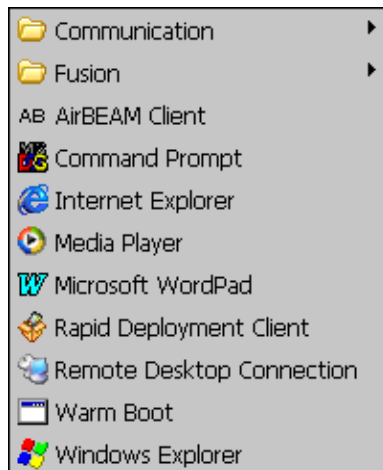 Communication
Fusion
AB AirBEAM Client
Command Prompt
Internet Explorer
Media Player
Microsoft WordPad
Rapid Deployment Client
Remote Desktop Connection
Warm Boot
Windows Explorer